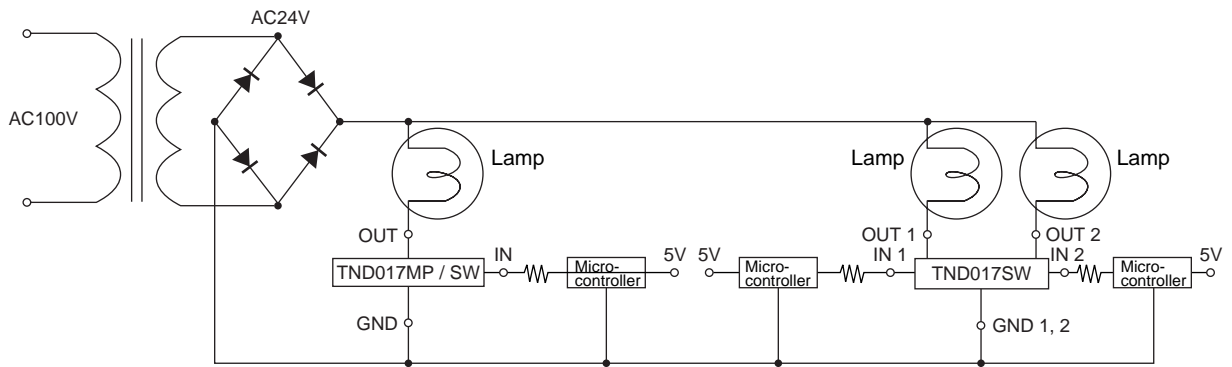 AC24V
AC100V
Lamp
Lamp
Lamp
OUT
OUT 1
OUT 2
IN
5V
5V
IN 1
IN 2
5V
TND017MP / SW
Micro-
controller
Micro-
controller
TND017SW
Micro-
controller
GND
GND 1, 2